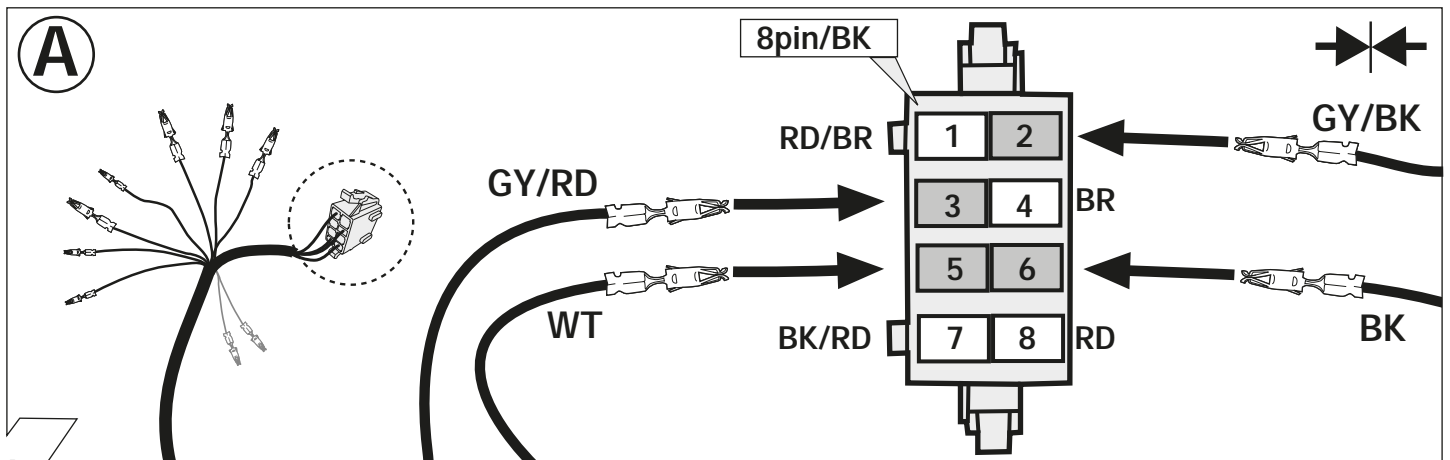 A
8pin/BK
GY/BK
RD/BR
1 2
GY/RD
3 4
BR
5 6
WT
BK/RD
7 8
RD
BK